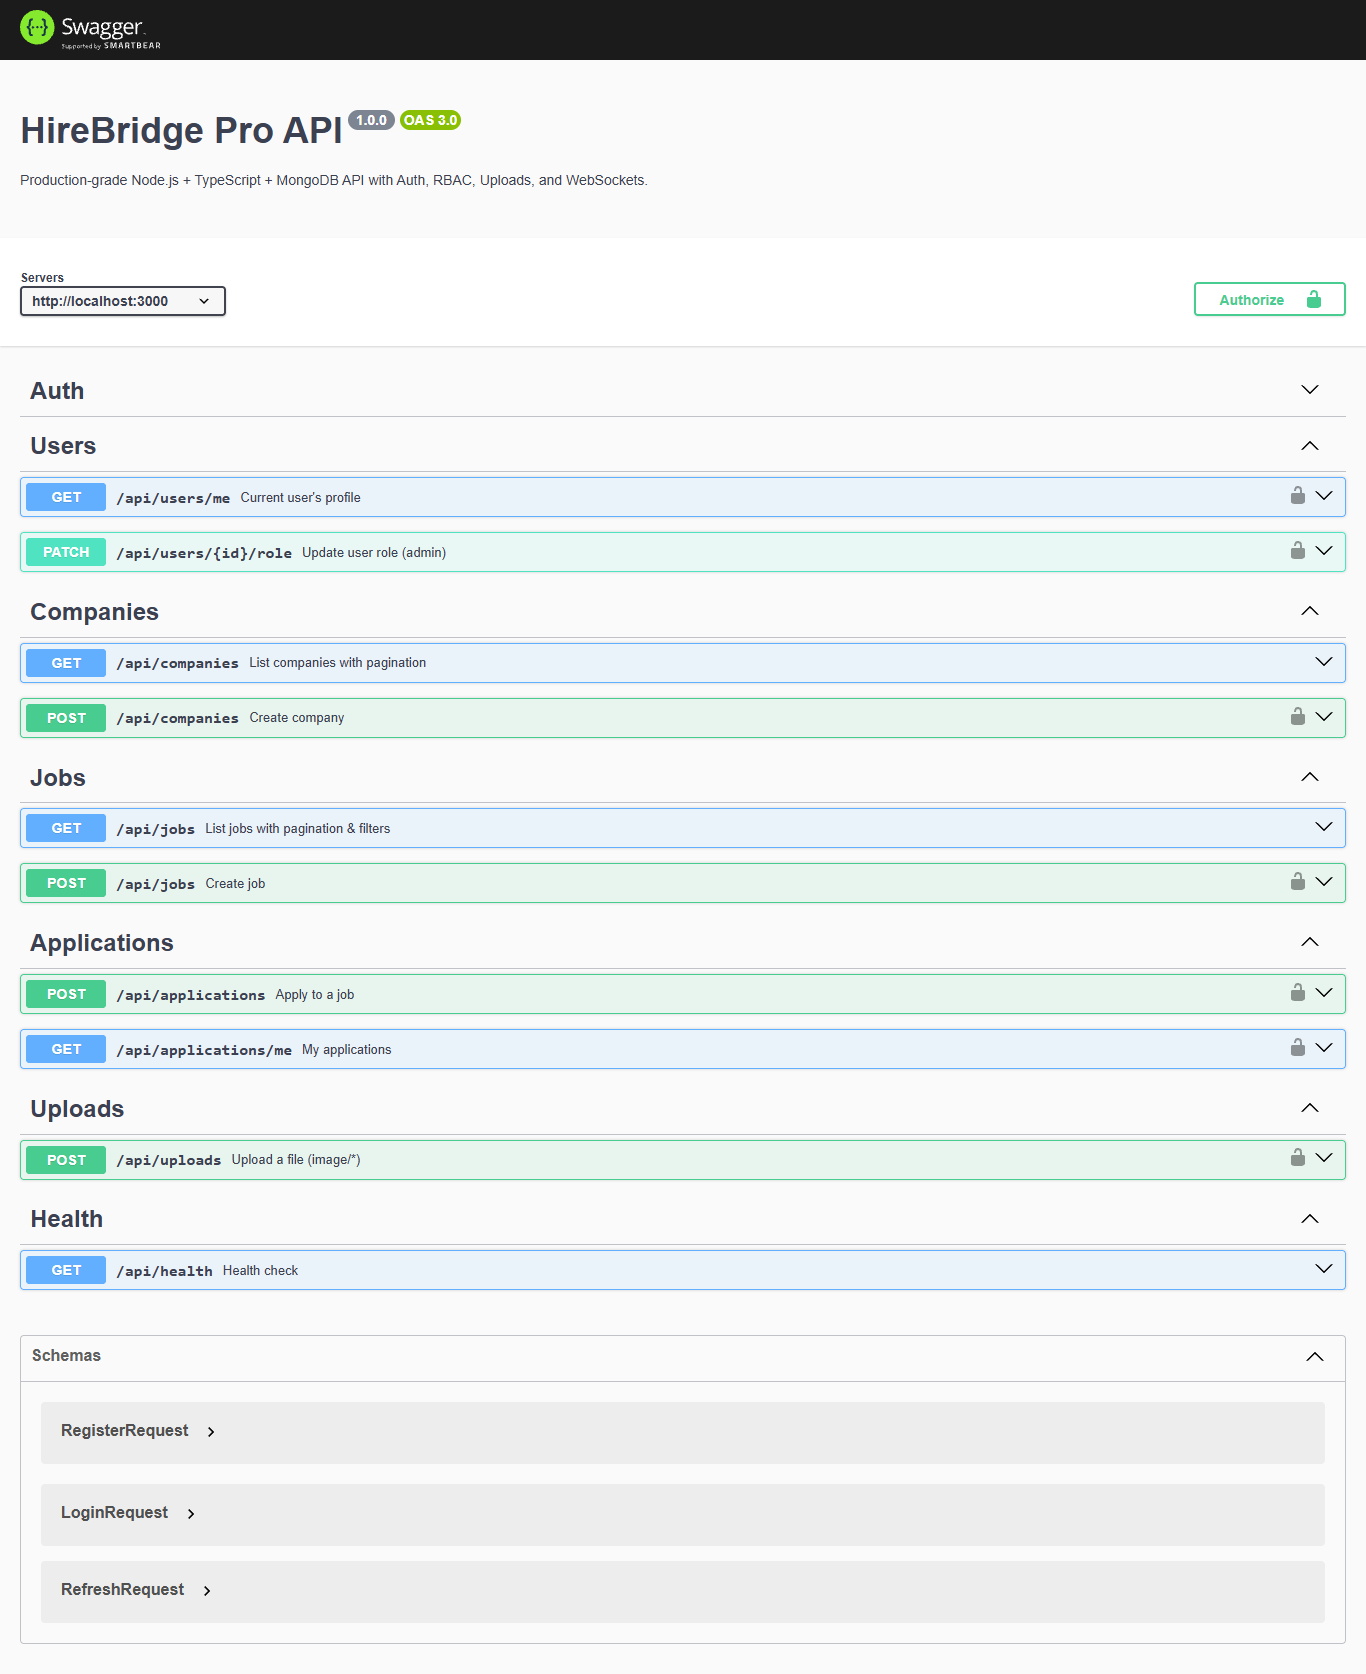 Swagger
Supported by SMARTBEAR
HireBridge Pro API 1.0.0 OAS 3.0
Production-grade Node.js + TypeScript + MongoDB API with Auth, RBAC, Uploads, and WebSockets.
Servers
http://localhost:3000
Authorize
Auth
Users
GET /api/users/me Current user's profile
PATCH /api/users/{id}/role Update user role (admin)
Companies
GET /api/companies List companies with pagination
POST /api/companies Create company
Jobs
GET /api/jobs List jobs with pagination & filters
POST /api/jobs Create job
Applications
POST /api/applications Apply to a job
GET /api/applications/me My applications
Uploads
POST /api/uploads Upload a file (image/*)
Health
GET /api/health Health check
Schemas
RegisterRequest
LoginRequest
RefreshRequest